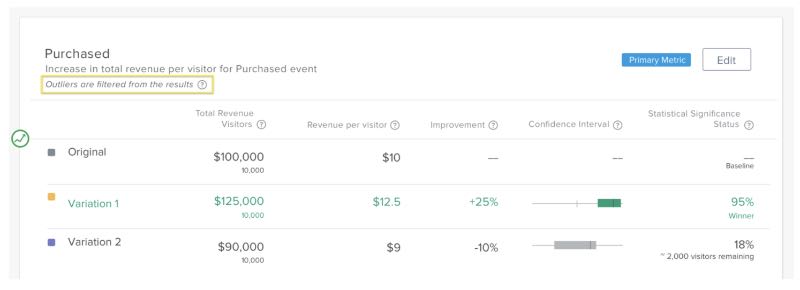 Purchased
Increase in total revenue per visitor for Purchased event
Outliers are filtered from the results ?
Primary Metric
Edit
Total Revenue
Visitors ?
Revenue per visitor ?
Improvement ?
Confidence Interval ?
Statistical Significance
Status ?
Original
$100,000
10,000
$10
—
—
—
Baseline
Variation 1
$125,000
10,000
$12.5
+25%
95%
Winner
Variation 2
$90,000
10,000
$9
-10%
18%
~ 2,000 visitors remaining